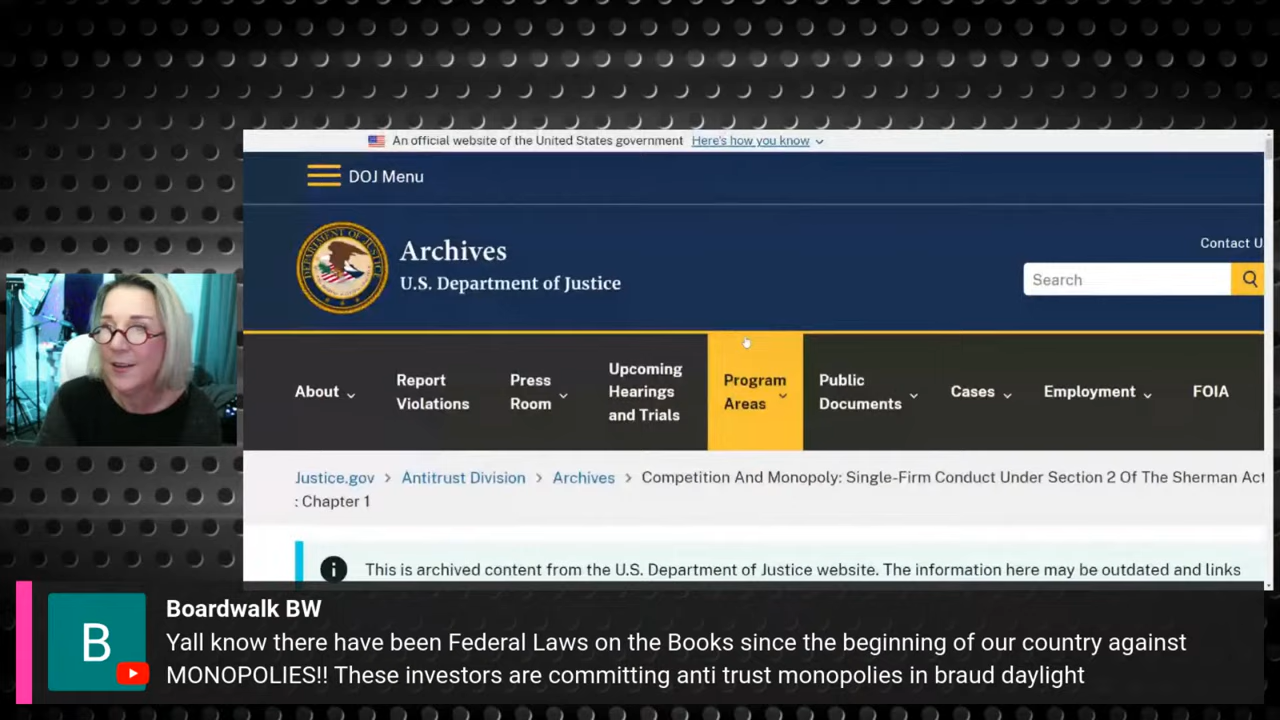 An official website of the United States government Here's how you know
DOJ Menu
Archives
U.S. Department of Justice
Contact U
Search
About
Report
Violations
Press
Room
Upcoming
Hearings
and Trials
Program
Areas
Public
Documents
Cases
Employment
FOIA
Justice.gov > Antitrust Division > Archives > Competition And Monopoly: Single-Firm Conduct Under Section 2 Of The Sherman Act
: Chapter 1
This is archived content from the U.S. Department of Justice website. The information here may be outdated and links
B
Boardwalk BW
Yall know there have been Federal Laws on the Books since the beginning of our country against
MONOPOLIES!! These investors are committing anti trust monopolies in braud daylight